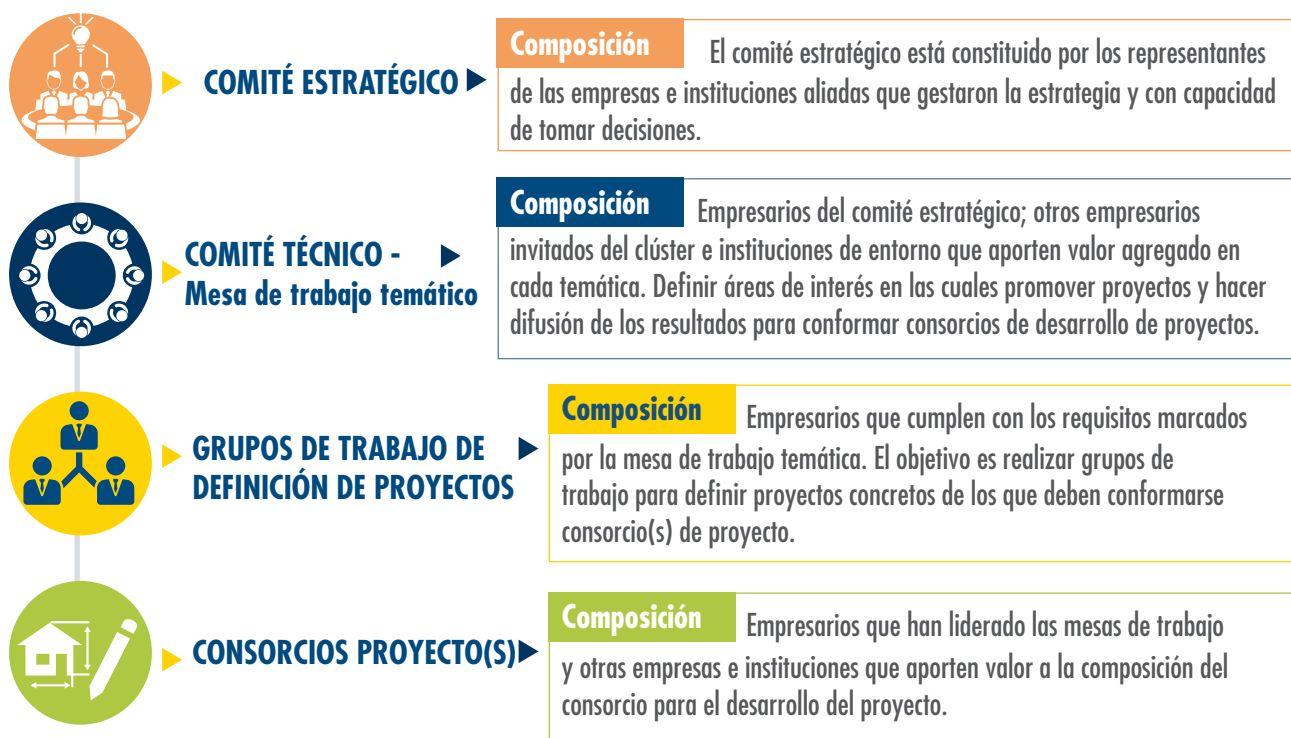 COMITÉ ESTRATÉGICO
Composición El comité estratégico está constituido por los representantes
de las empresas e instituciones aliadas que gestaron la estrategia y con capacidad
de tomar decisiones.
COMITÉ TÉCNICO -
Mesa de trabajo temático
Composición Empresarios del comité estratégico; otros empresarios
invitados del clúster e instituciones de entorno que aporten valor agregado en
cada temática. Definir áreas de interés en las cuales promover proyectos y hacer
difusión de los resultados para conformar consorcios de desarrollo de proyectos.
GRUPOS DE TRABAJO DE
DEFINICIÓN DE PROYECTOS
Composición Empresarios que cumplen con los requisitos marcados
por la mesa de trabajo temática. El objetivo es realizar grupos de
trabajo para definir proyectos concretos de los que deben conformarse
consorcio(s) de proyecto.
CONSORCIOS PROYECTO(S)
Composición Empresarios que han liderado las mesas de trabajo
y otras empresas e instituciones que aporten valor a la composición del
consorcio para el desarrollo del proyecto.